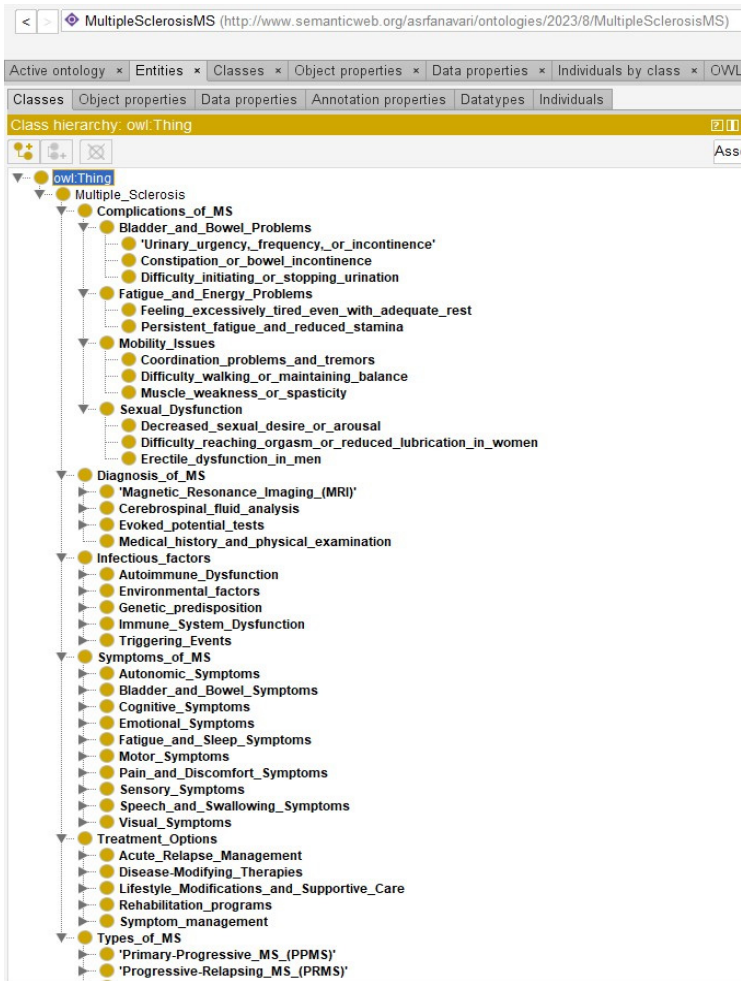 < > MultipleSclerosisMS (http://www.semanticweb.org/asrfanavari/ontologies/2023/8/MultipleSclerosisMS)
Active ontology × Entities × Classes × Object properties × Data properties × Individuals by class × OWL
Classes Object properties Data properties Annotation properties Datatypes Individuals
Class hierarchy: owl:Thing
Ass
owl:Thing
Multiple_Sclerosis
Complications_of_MS
Bladder_and_Bowel_Problems
'Urinary_urgency,_frequency,_or_incontinence'
Constipation_or_bowel_incontinence
Difficulty_initiating_or_stopping_urination
Fatigue_and_Energy_Problems
Feeling_excessively_tired_even_with_adequate_rest
Persistent_fatigue_and_reduced_stamina
Mobility_Issues
Coordination_problems_and_tremors
Difficulty_walking_or_maintaining_balance
Muscle_weakness_or_spasticity
Sexual_Dysfunction
Decreased_sexual_desire_or_arousal
Difficulty_reaching_orgasm_or_reduced_lubrication_in_women
Erectile_dysfunction_in_men
Diagnosis_of_MS
'Magnetic_Resonance_Imaging_(MRI)'
Cerebrospinal_fluid_analysis
Evoked_potential_tests
Medical_history_and_physical_examination
Infectious_factors
Autoimmune_Dysfunction
Environmental_factors
Genetic_predisposition
Immune_System_Dysfunction
Triggering_Events
Symptoms_of_MS
Autonomic_Symptoms
Bladder_and_Bowel_Symptoms
Cognitive_Symptoms
Emotional_Symptoms
Fatigue_and_Sleep_Symptoms
Motor_Symptoms
Pain_and_Discomfort_Symptoms
Sensory_Symptoms
Speech_and_Swallowing_Symptoms
Visual_Symptoms
Treatment_Options
Acute_Relapse_Management
Disease-Modifying_Therapies
Lifestyle_Modifications_and_Supportive_Care
Rehabilitation_programs
Symptom_management
Types_of_MS
'Primary-Progressive_MS_(PPMS)'
'Progressive-Relapsing_MS_(PRMS)'